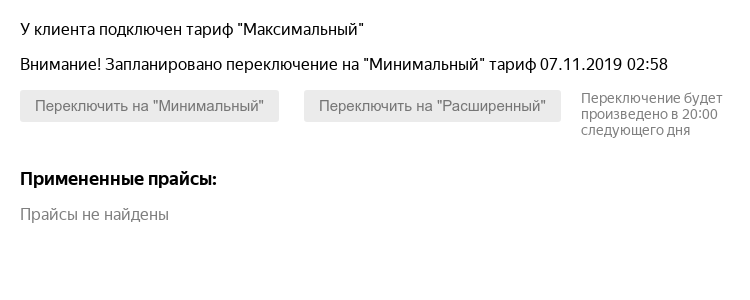 У клиента подключен тариф "Максимальный"
Внимание! Запланировано переключение на "Минимальный" тариф 07.11.2019 02:58
Переключить на "Минимальный"
Переключить на "Расширенный"
Переключение будет
произведено в 20:00
следующего дня
Примененные прайсы:
Прайсы не найдены